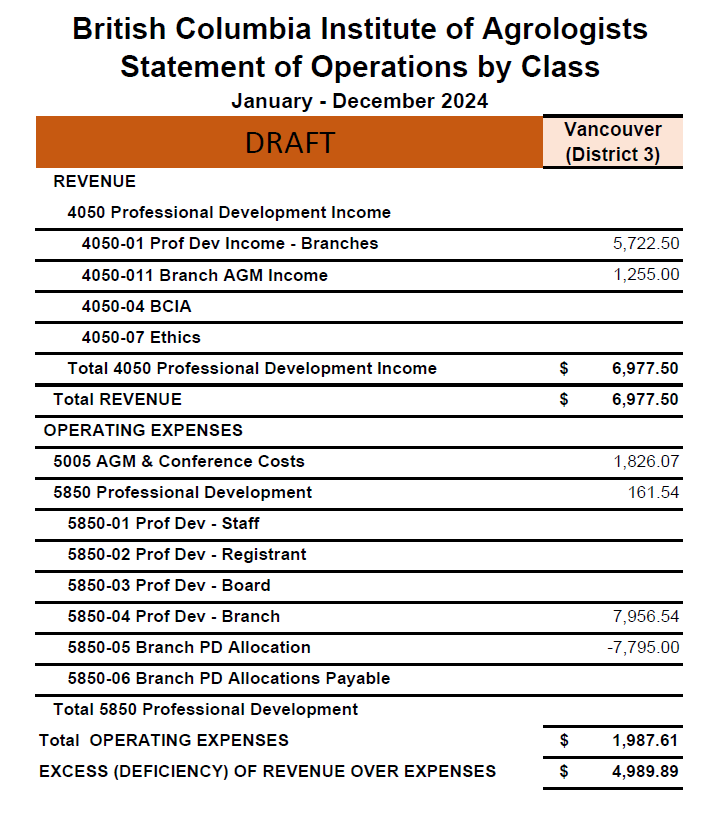 British Columbia Institute of Agrologists
Statement of Operations by Class
January - December 2024
DRAFT
Vancouver
(District 3)
REVENUE
4050 Professional Development Income
4050-01 Prof Dev Income - Branches 5,722.50
4050-011 Branch AGM Income 1,255.00
4050-04 BCIA
4050-07 Ethics
Total 4050 Professional Development Income $ 6,977.50
Total REVENUE $ 6,977.50
OPERATING EXPENSES
5005 AGM & Conference Costs 1,826.07
5850 Professional Development 161.54
5850-01 Prof Dev - Staff
5850-02 Prof Dev - Registrant
5850-03 Prof Dev - Board
5850-04 Prof Dev - Branch 7,956.54
5850-05 Branch PD Allocation -7,795.00
5850-06 Branch PD Allocations Payable
Total 5850 Professional Development
Total OPERATING EXPENSES $ 1,987.61
EXCESS (DEFICIENCY) OF REVENUE OVER EXPENSES $ 4,989.89